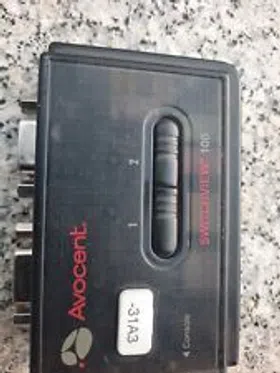 Avocent.
1 2
SWITCHVIEW 100
-31A3
Console